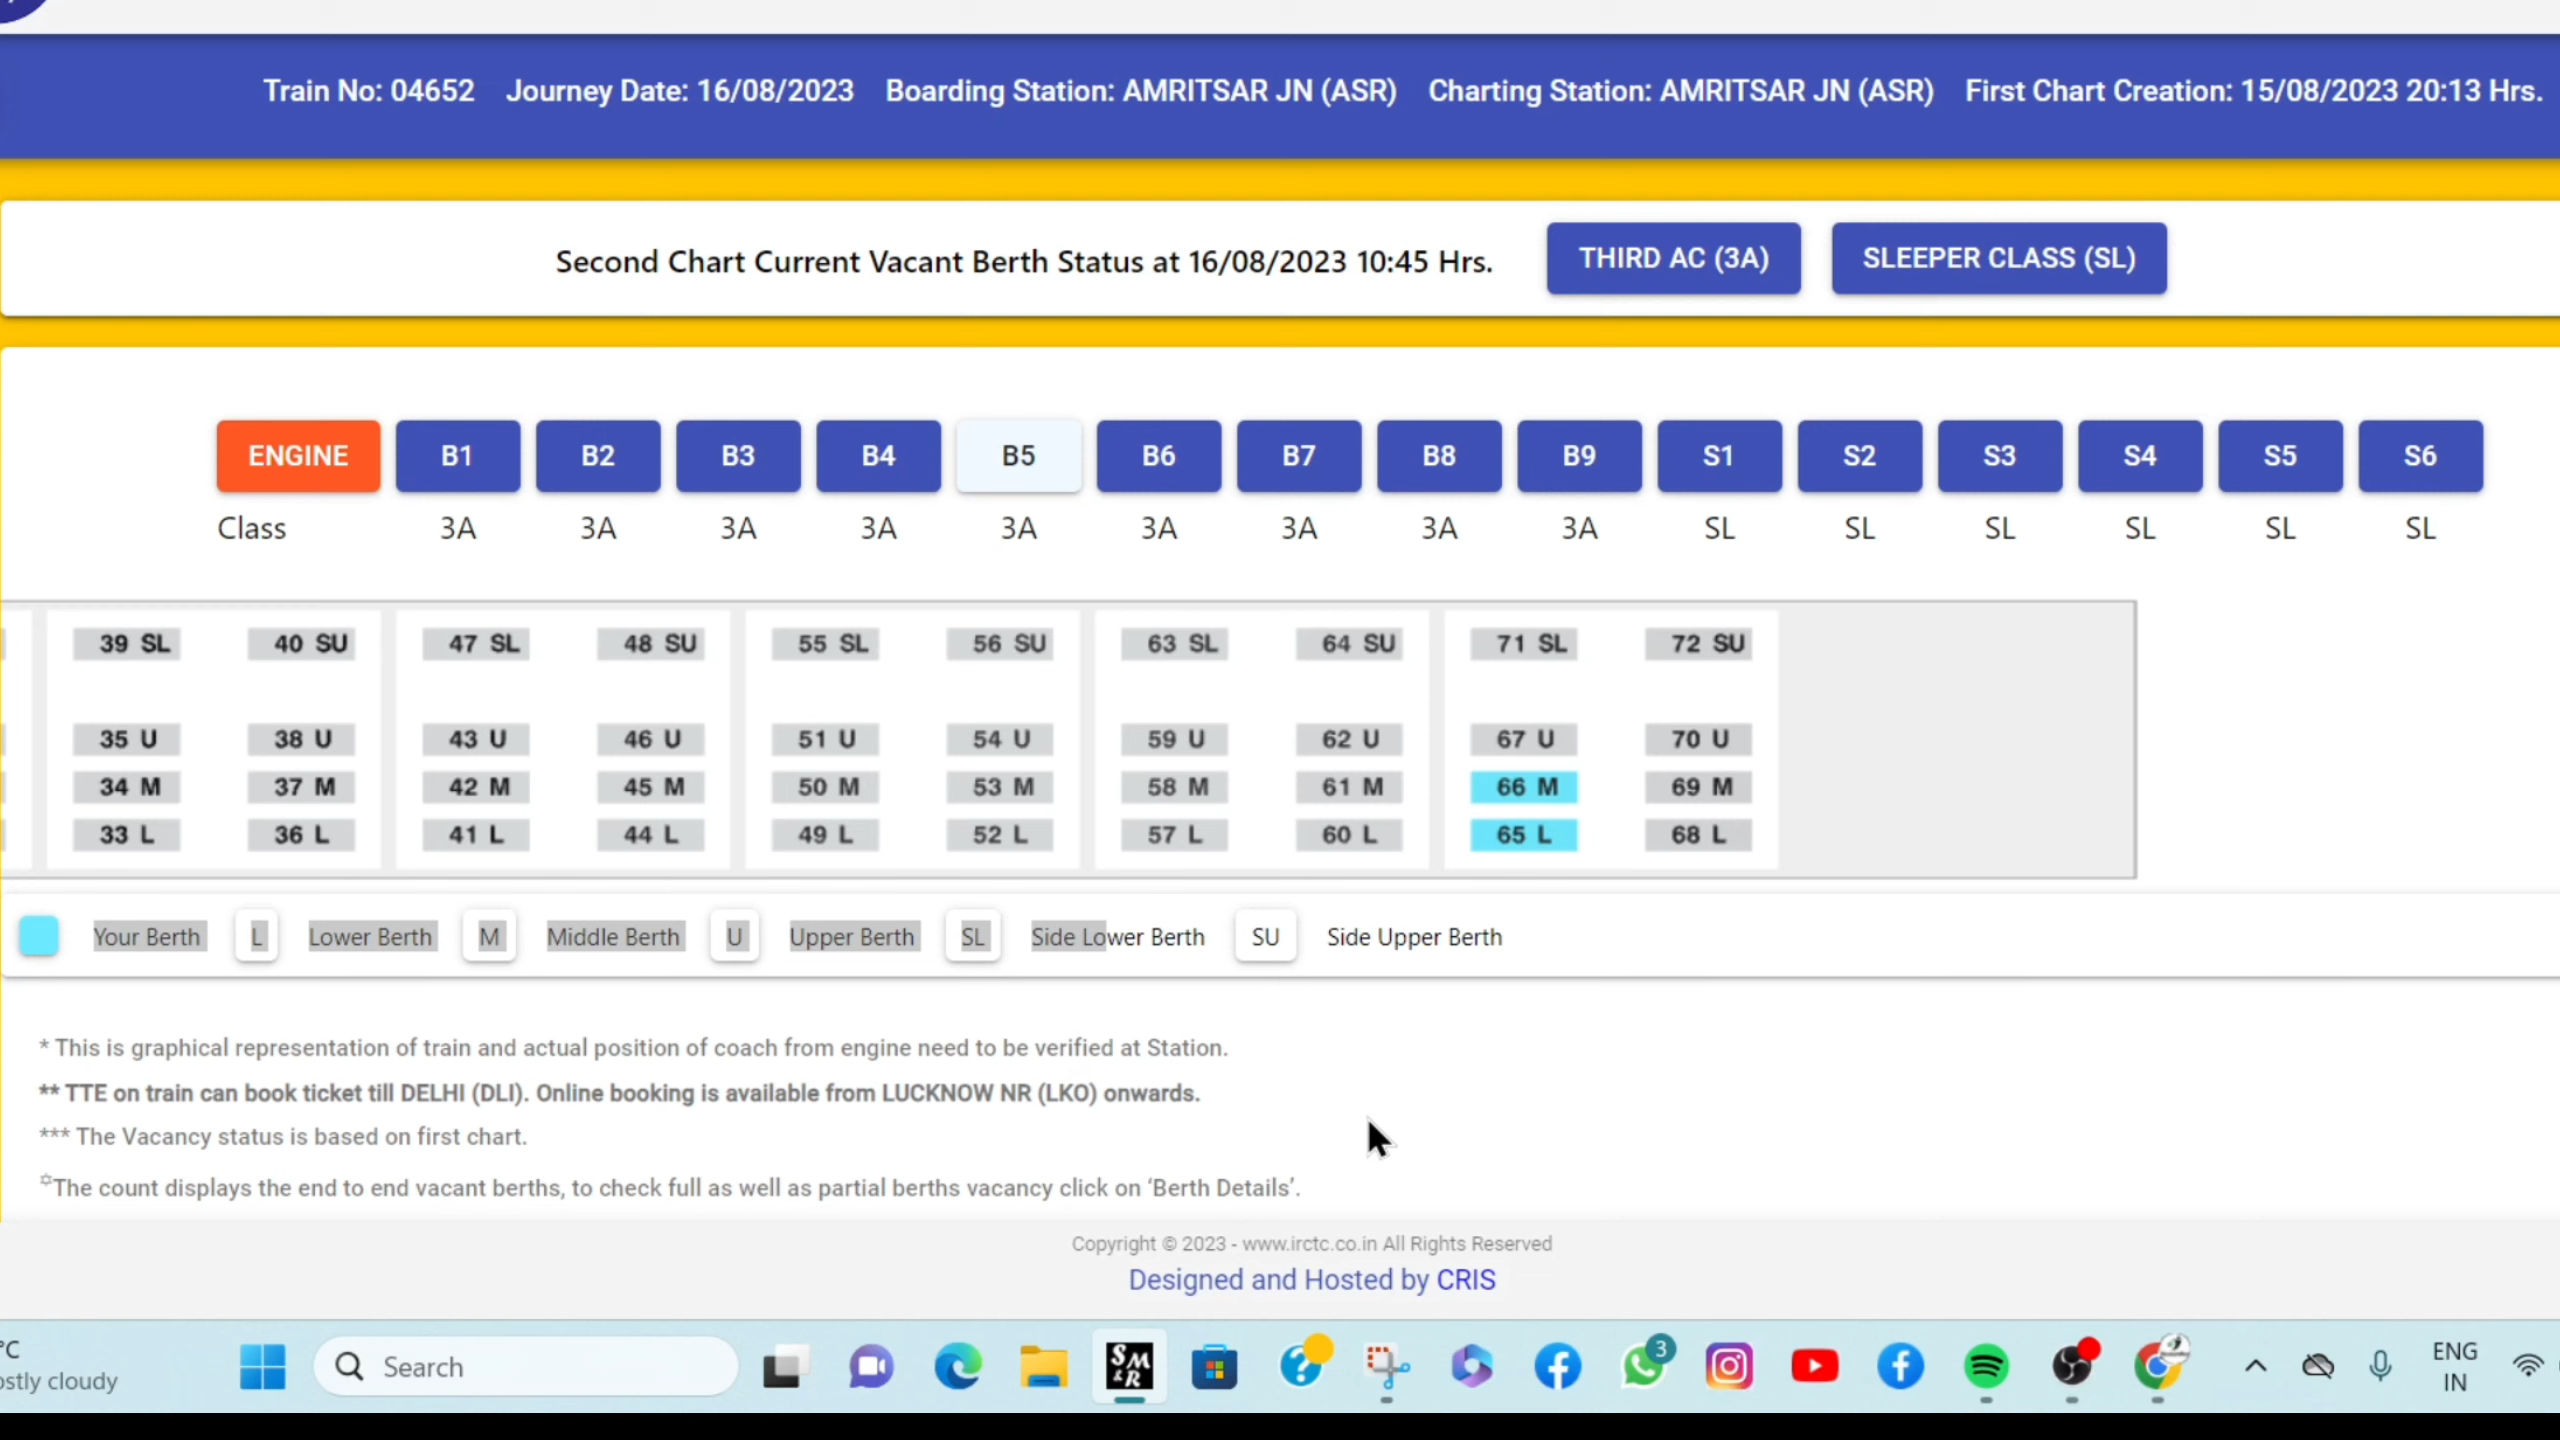 Train No: 04652 Journey Date: 16/08/2023 Boarding Station: AMRITSAR JN (ASR) Charting Station: AMRITSAR JN (ASR) First Chart Creation: 15/08/2023 20:13 Hrs.
Second Chart Current Vacant Berth Status at 16/08/2023 10:45 Hrs. THIRD AC (3A) SLEEPER CLASS (SL)
ENGINE B1 B2 B3 B4 B5 B6 B7 B8 B9 S1 S2 S3 S4 S5 S6
Class 3A 3A 3A 3A 3A 3A 3A 3A 3A SL SL SL SL SL SL
39 SL 40 SU 47 SL 48 SU 55 SL 56 SU 63 SL 64 SU 71 SL 72 SU
35 U 38 U 43 U 46 U 51 U 54 U 59 U 62 U 67 U 70 U
34 M 37 M 42 M 45 M 50 M 53 M 58 M 61 M 66 M 69 M
33 L 36 L 41 L 44 L 49 L 52 L 57 L 60 L 65 L 68 L
Your Berth L Lower Berth M Middle Berth U Upper Berth SL Side Lower Berth SU Side Upper Berth
* This is graphical representation of train and actual position of coach from engine need to be verified at Station.
** TTE on train can book ticket till DELHI (DLI). Online booking is available from LUCKNOW NR (LKO) onwards.
*** The Vacancy status is based on first chart.
☆The count displays the end to end vacant berths, to check full as well as partial berths vacancy click on ‘Berth Details’.
Copyright © 2023 - www.irctc.co.in All Rights Reserved
Designed and Hosted by CRIS
°C
ostly cloudy
Search
SM&R
3
ENG
IN